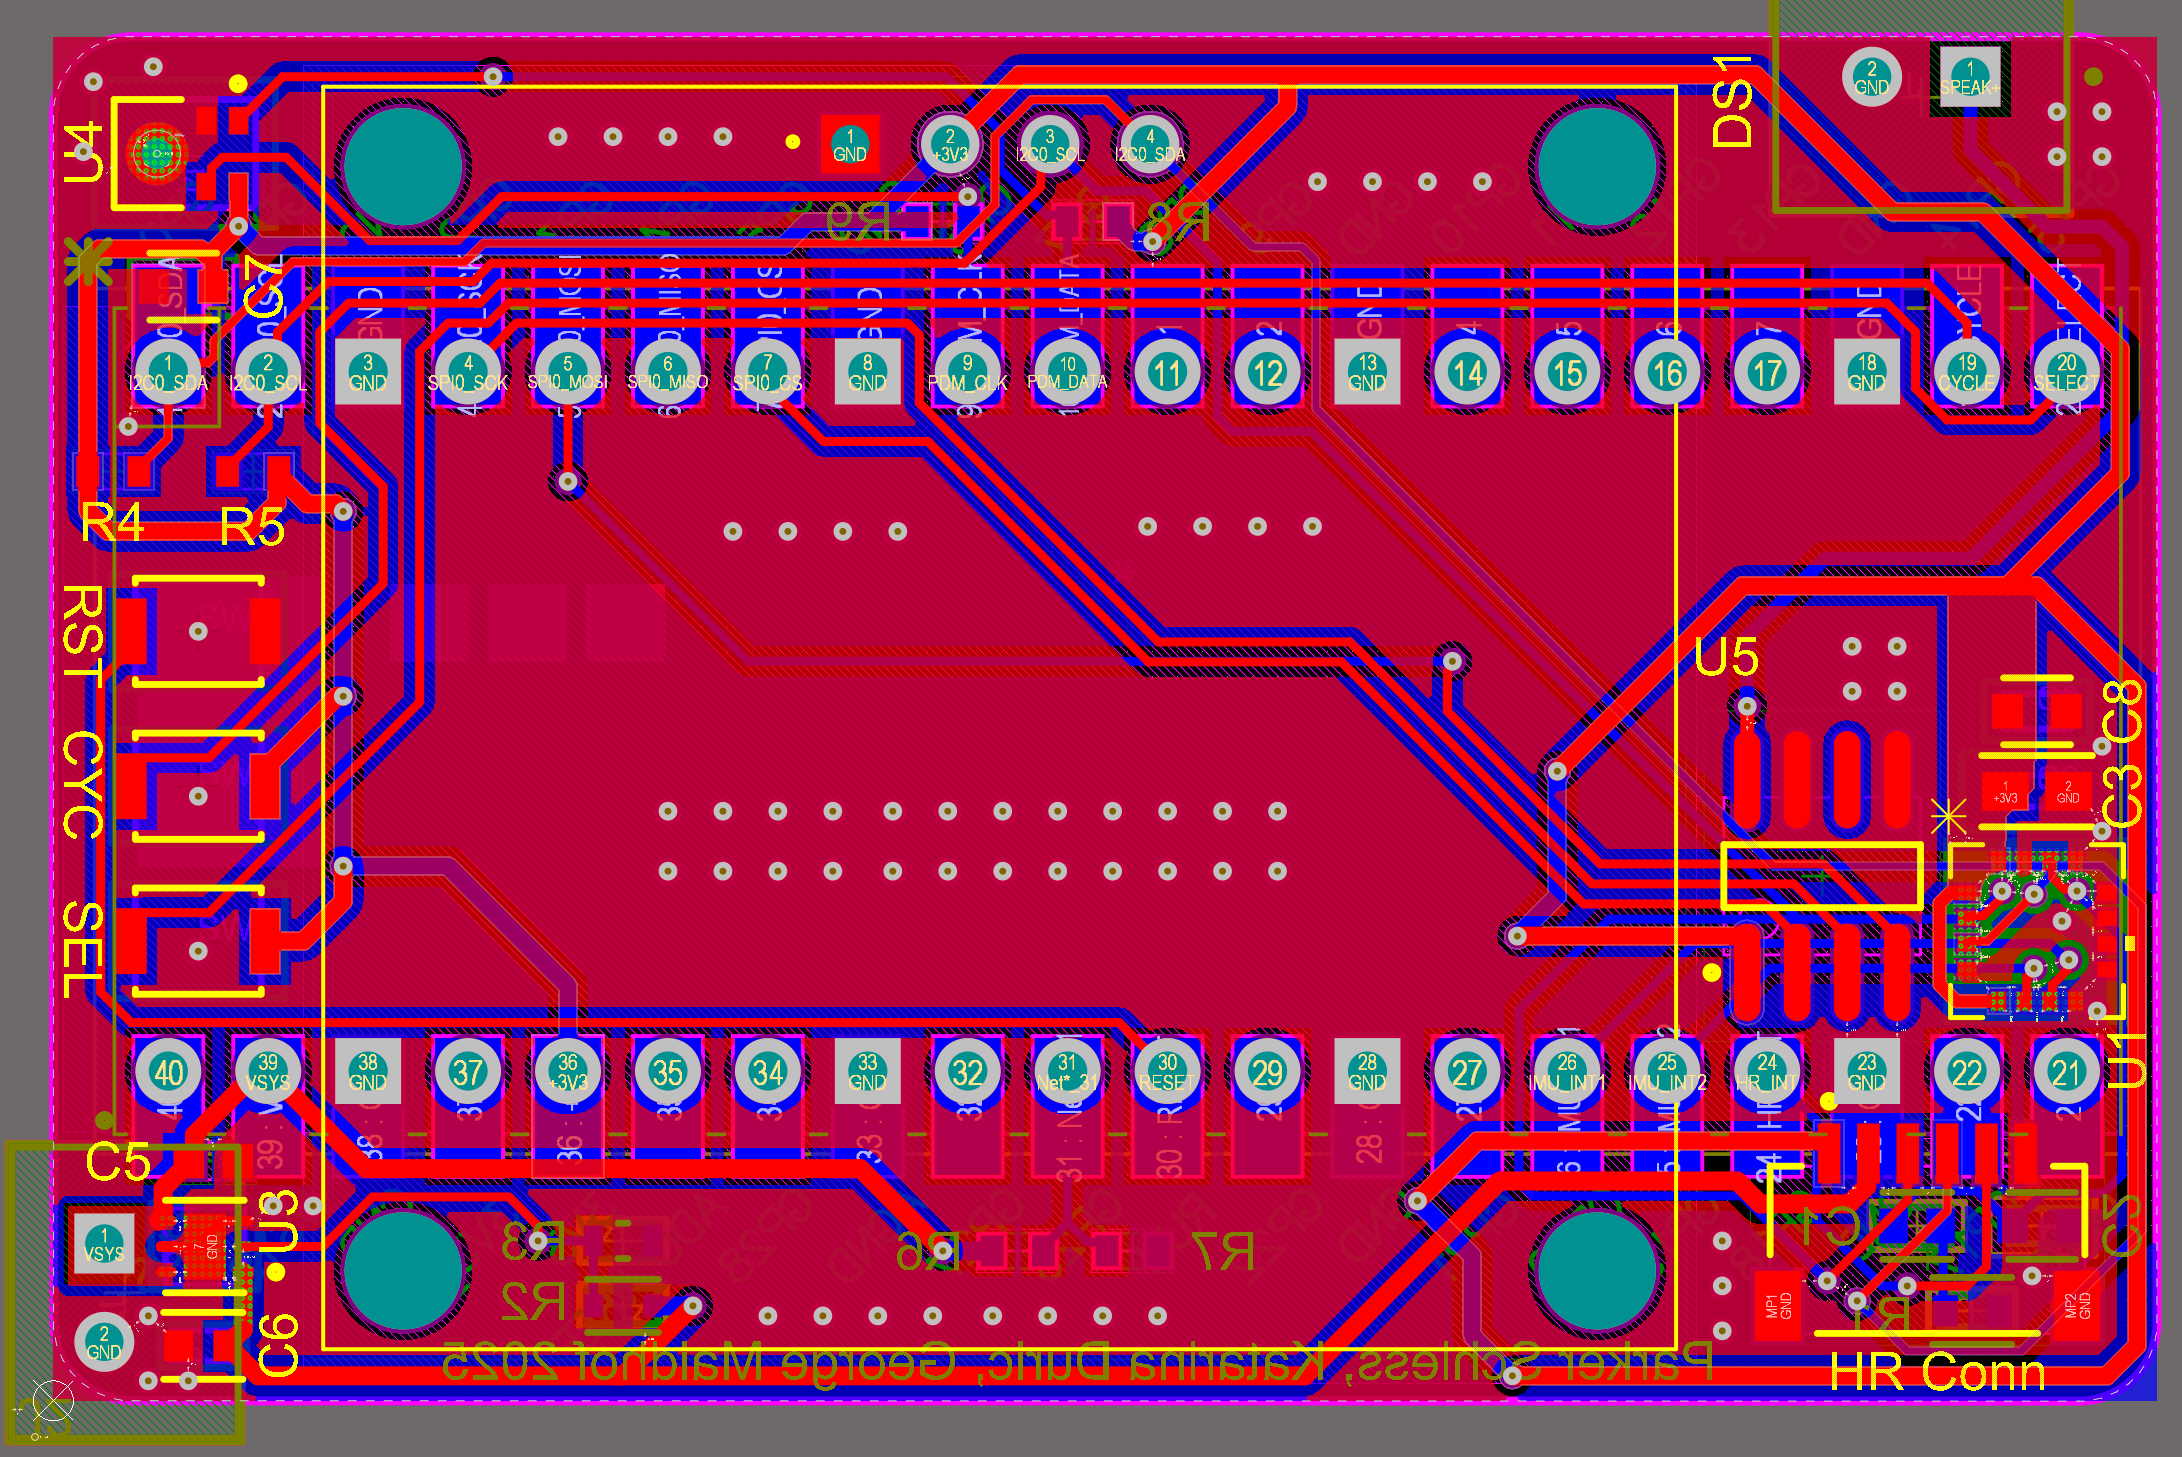 DS1
2
GND
1
SPEAK+
U4
1
GND
2
+3V3
3
I2C0_SCL
4
I2C0_SDA
R9
R8
C7
1
I2C0_SDA
2
I2C0_SCL
3
GND
4
SPI0_SCK
5
SPI0_MOSI
6
SPI0_MISO
7
SPI0_CS
8
GND
9
PDM_CLK
10
PDM_DATA
11
12
13
GND
14
15
16
17
18
GND
19
CYCLE
20
SELECT
R4
R5
RST
CYC
SEL
U5
C8
C3
1
+3V3
2
GND
U1
40
39
VSYS
38
GND
37
36
+3V3
35
34
33
GND
32
31
Net*_31
30
RESET
29
28
GND
27
26
IMU_INT1
25
IMU_INT2
24
HR_INT
23
GND
22
21
C5
U3
C6
1
VSYS
2
GND
7
GND
R3
R2
R6
R7
C1
C2
R1
MP1
GND
MP2
GND
HR Conn
Parker Schless, Katarina Duric, George Maidhof 2025